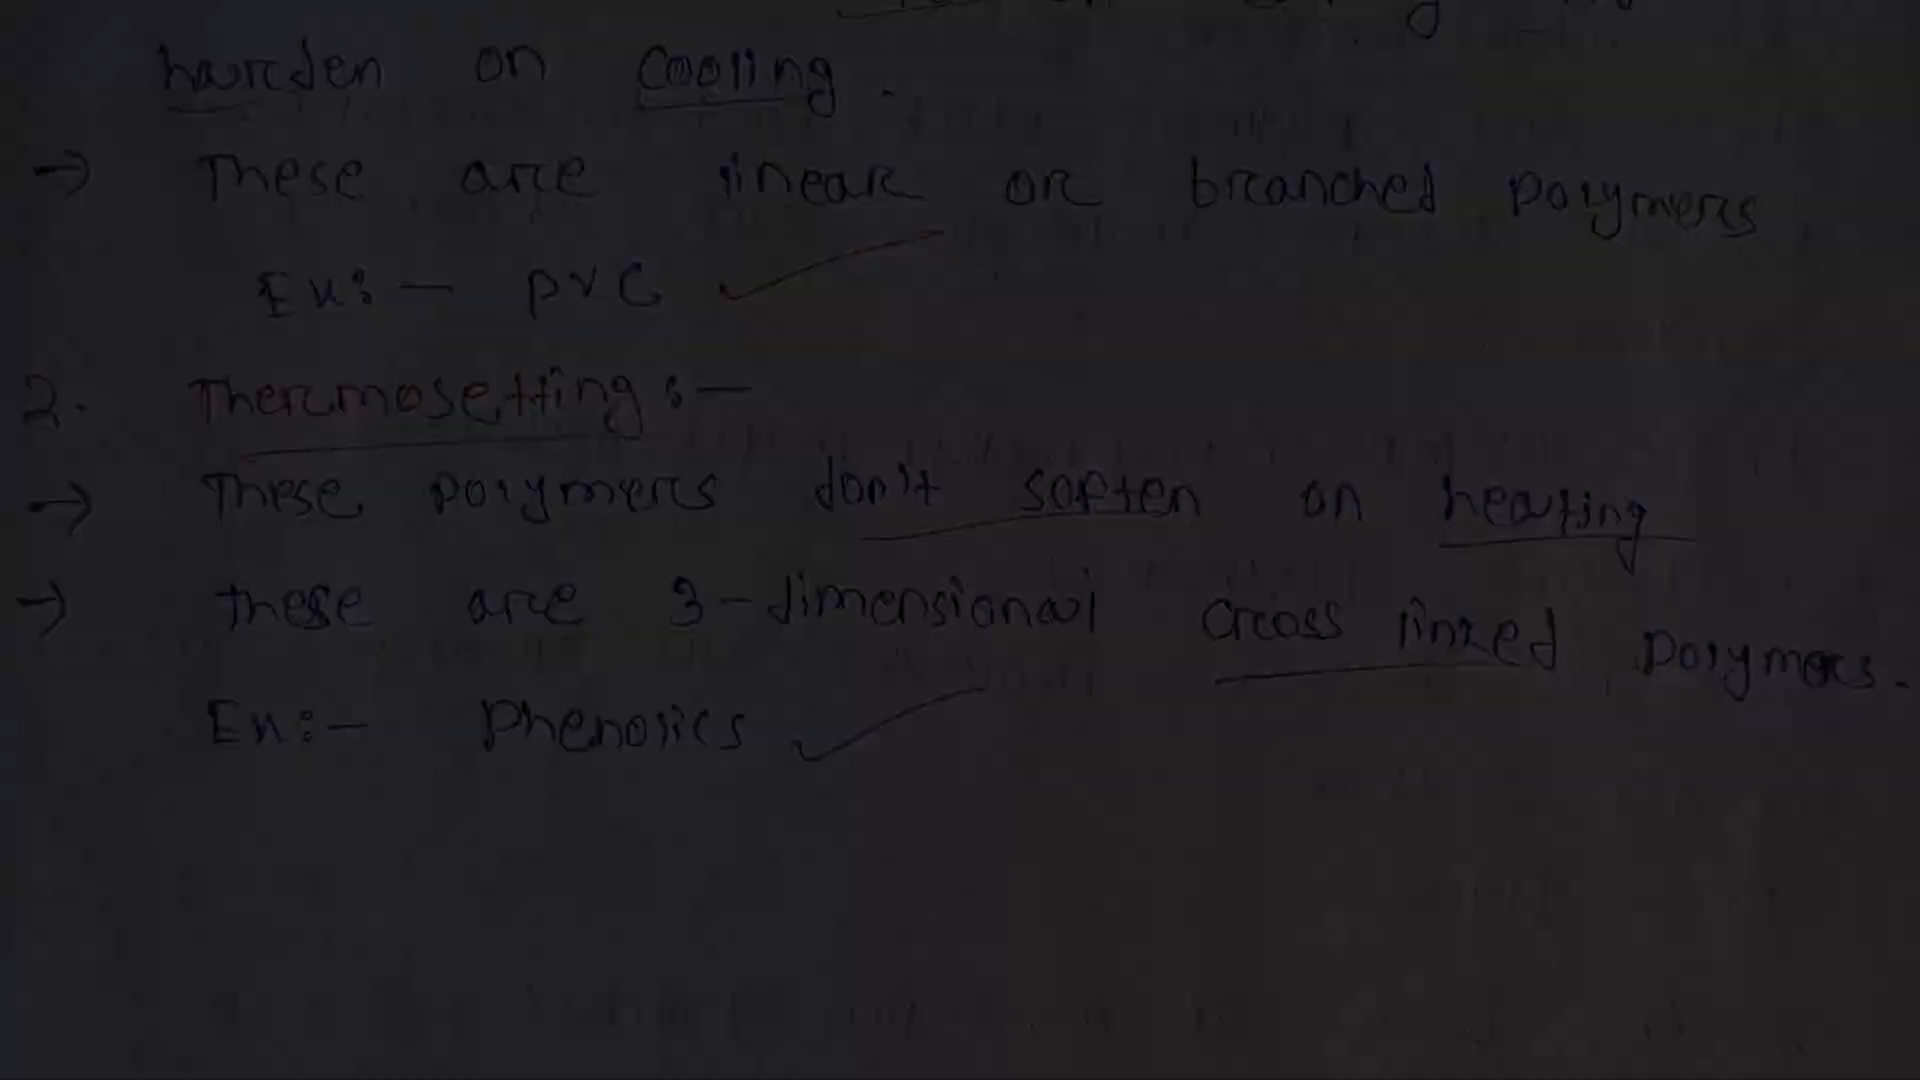 harden on cooling.
→ These are linear or branched polymers
Ex:- PVC
2. Thermosetting:-
→ These polymers don't soften on heating
→ these are 3-dimensional cross linked polymers.
Ex:- Phenolics